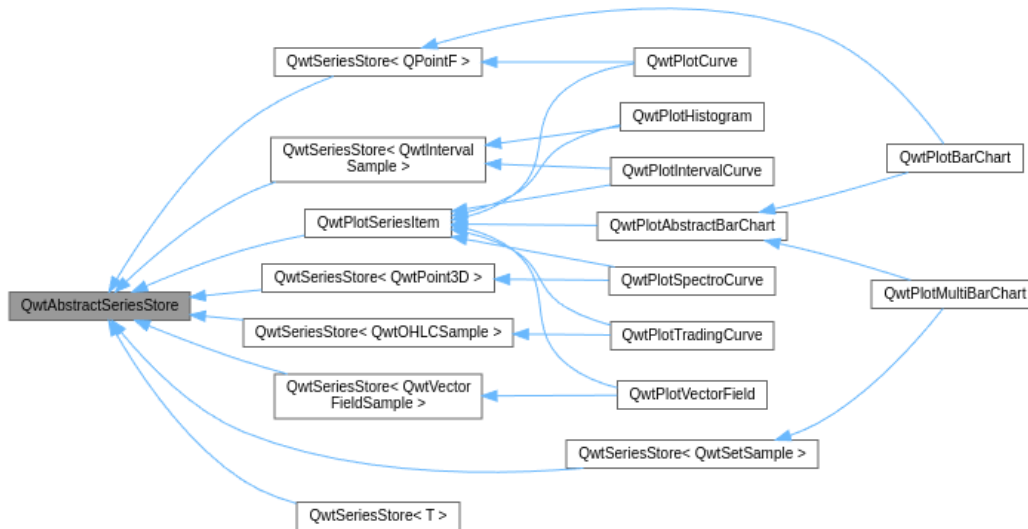 QwtSeriesStore< QPointF >
QwtPlotCurve
QwtPlotHistogram
QwtSeriesStore< QwtInterval
Sample >
QwtPlotBarChart
QwtPlotIntervalCurve
QwtPlotSeriesItem
QwtPlotAbstractBarChart
QwtSeriesStore< QwtPoint3D >
QwtPlotSpectroCurve
QwtPlotMultiBarChart
QwtAbstractSeriesStore
QwtSeriesStore< QwtOHLCSample >
QwtPlotTradingCurve
QwtSeriesStore< QwtVector
FieldSample >
QwtPlotVectorField
QwtSeriesStore< QwtSetSample >
QwtSeriesStore< T >